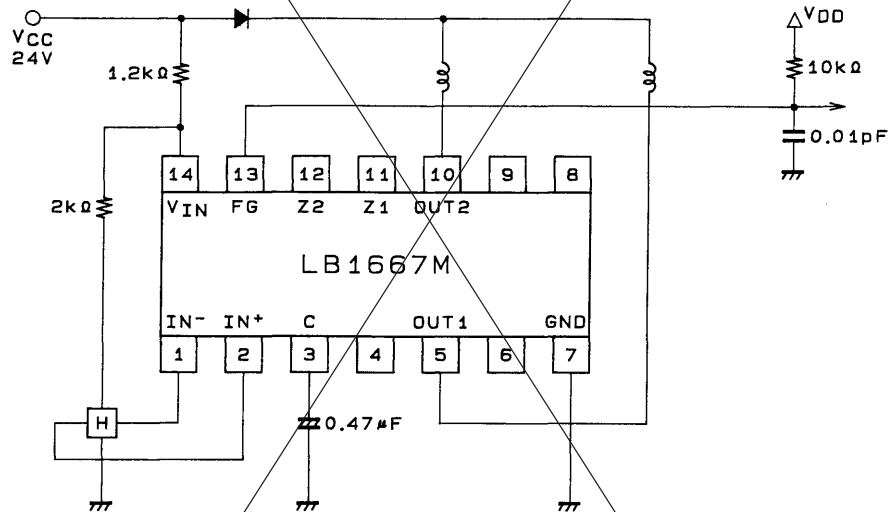 VCC
24V
VDD
1.2kΩ
10kΩ
0.01pF
14 13 12 11 10 9 8
2kΩ
VIN FG Z2 Z1 OUT2
LB1667M
IN- IN+ C OUT1 GND
1 2 3 4 5 6 7
H
0.47µF